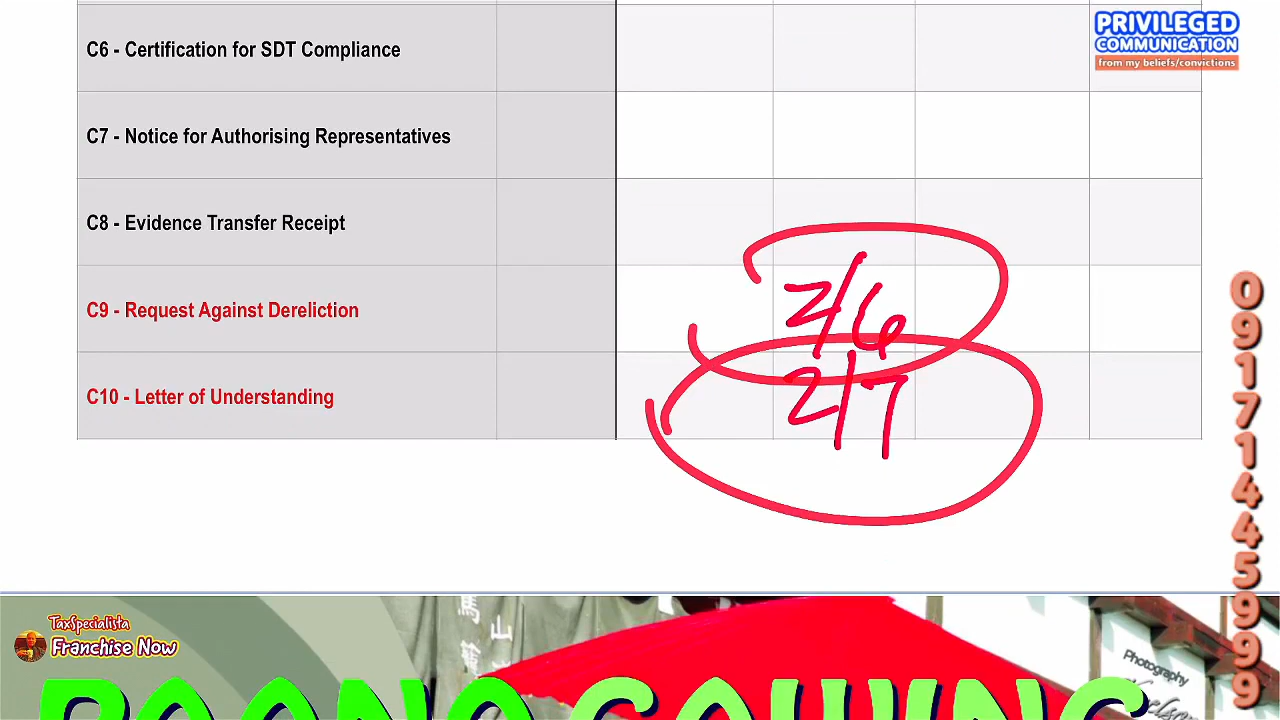 PRIVILEGED
COMMUNICATION
from my beliefs/convictions
C6 - Certification for SDT Compliance
C7 - Notice for Authorising Representatives
C8 - Evidence Transfer Receipt
C9 - Request Against Dereliction
2/6
C10 - Letter of Understanding
2/7
09171445999
TaxSpecialista
Franchise Now
Photography